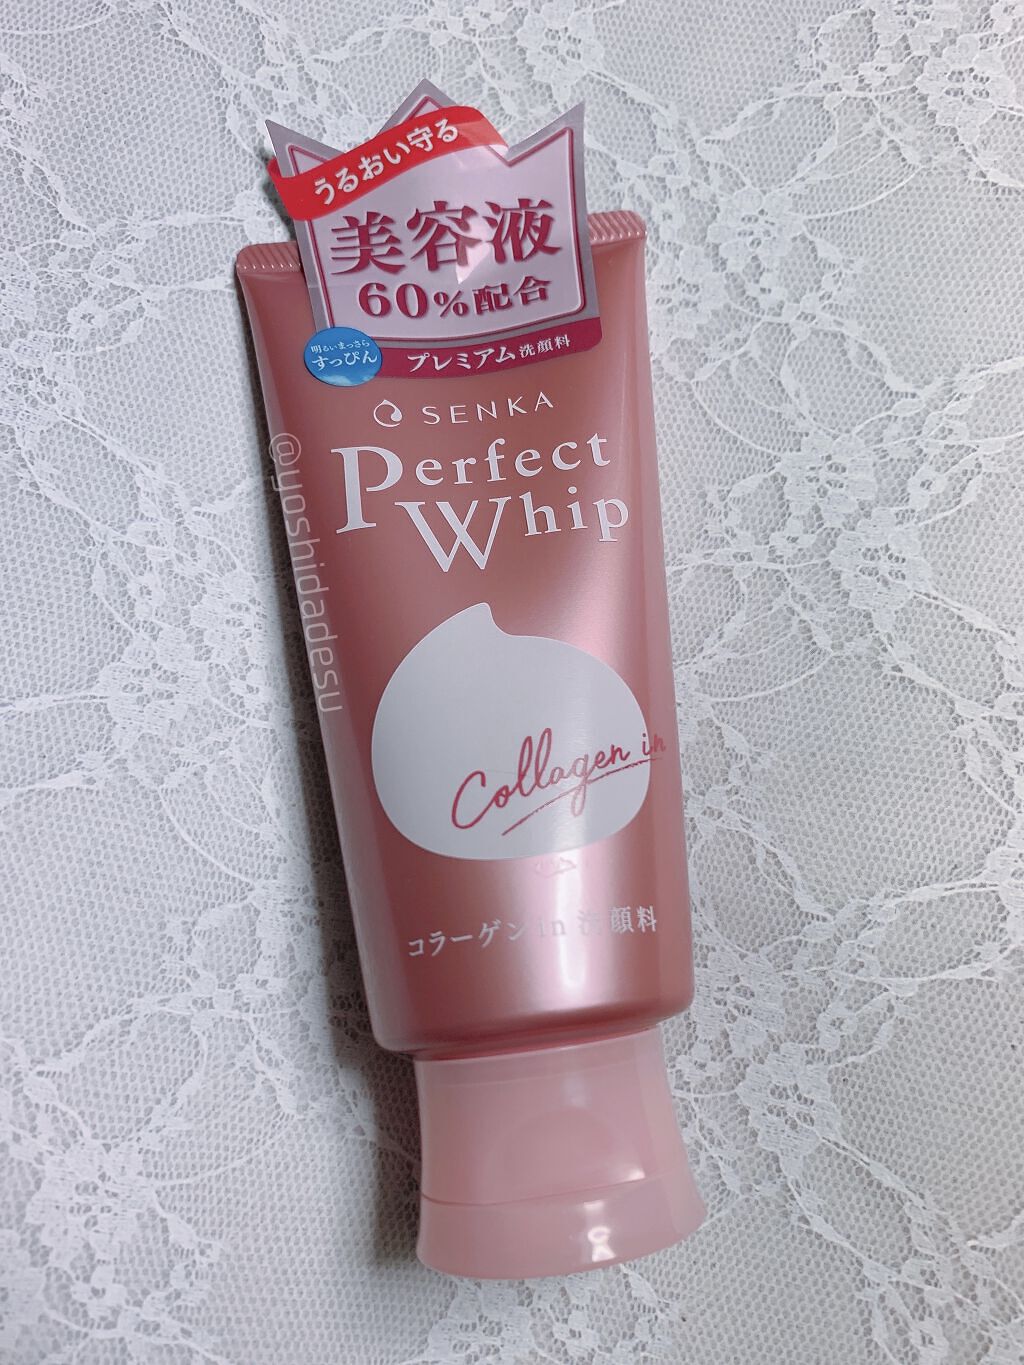 うるおい守る
美容液
60%配合
明るいまっさら
すっぴん
プレミアム洗顔料
SENKA
Perfect
Whip
@yoshidadesu
Collagen in
コラーゲン in 洗顔料